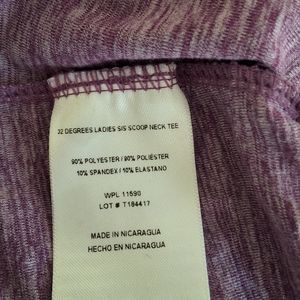 32 DEGREES LADIES S/S SCOOP NECK TEE
90% POLYESTER / 90% POLIÉSTER
10% SPANDEX / 10% ELASTANO
WPL 11590
LOT # T184417
MADE IN NICARAGUA
HECHO EN NICARAGUA